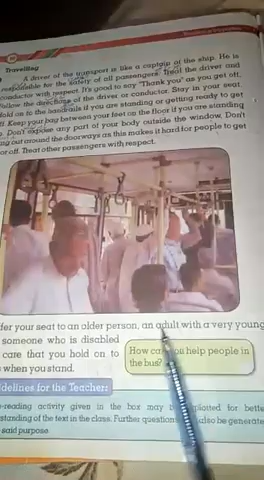 Travelling
A driver of the transport is like a captain of the ship. He is
responsible for the safety of all passengers. Treat the driver and
conductor with respect. It's good to say "Thank you" as you get off.
Follow the directions of the driver or conductor. Stay in your seat.
Hold on to the handrails if you are standing or getting ready to get
. Keep your bag between your feet on the floor if you are standing
. Don't expose any part of your body outside the window. Don't
ng out around the doorways as this makes it hard for people to get
or off. Treat other passengers with respect.
fer your seat to an older person, an adult with a very young
someone who is disabled
care that you hold on to
when you stand.
How can you help people in
the bus?
delines for the Teacher:
-reading activity given in the box may b for bette
standing of the text in the class. Further question also be generate
said purpose.